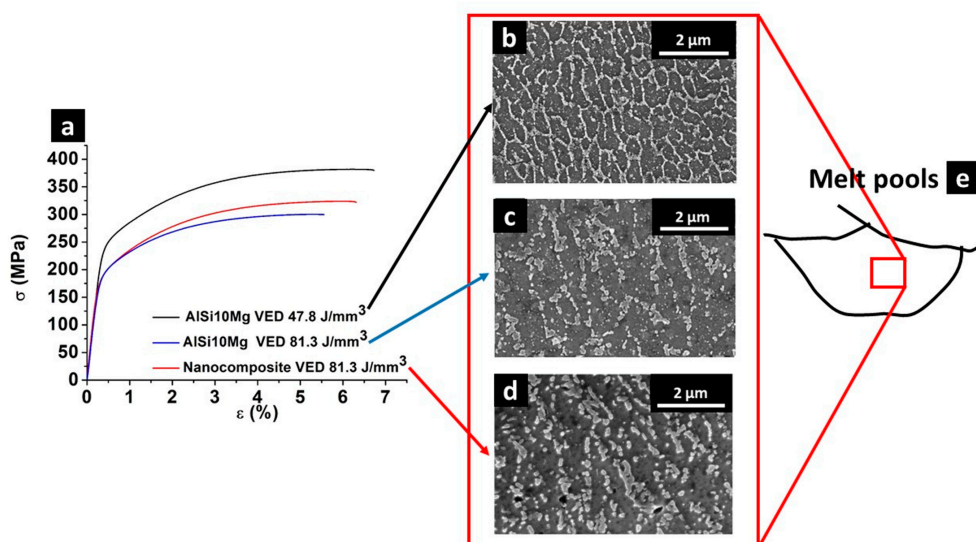 a
σ (MPa)
400
350
300
250
200
150
100
50
0
AlSi10Mg VED 47.8 J/mm³
AlSi10Mg VED 81.3 J/mm³
Nanocomposite VED 81.3 J/mm³
0 1 2 3 4 5 6 7
ε (%)
b
2 µm
c
2 µm
d
2 µm
Melt pools e